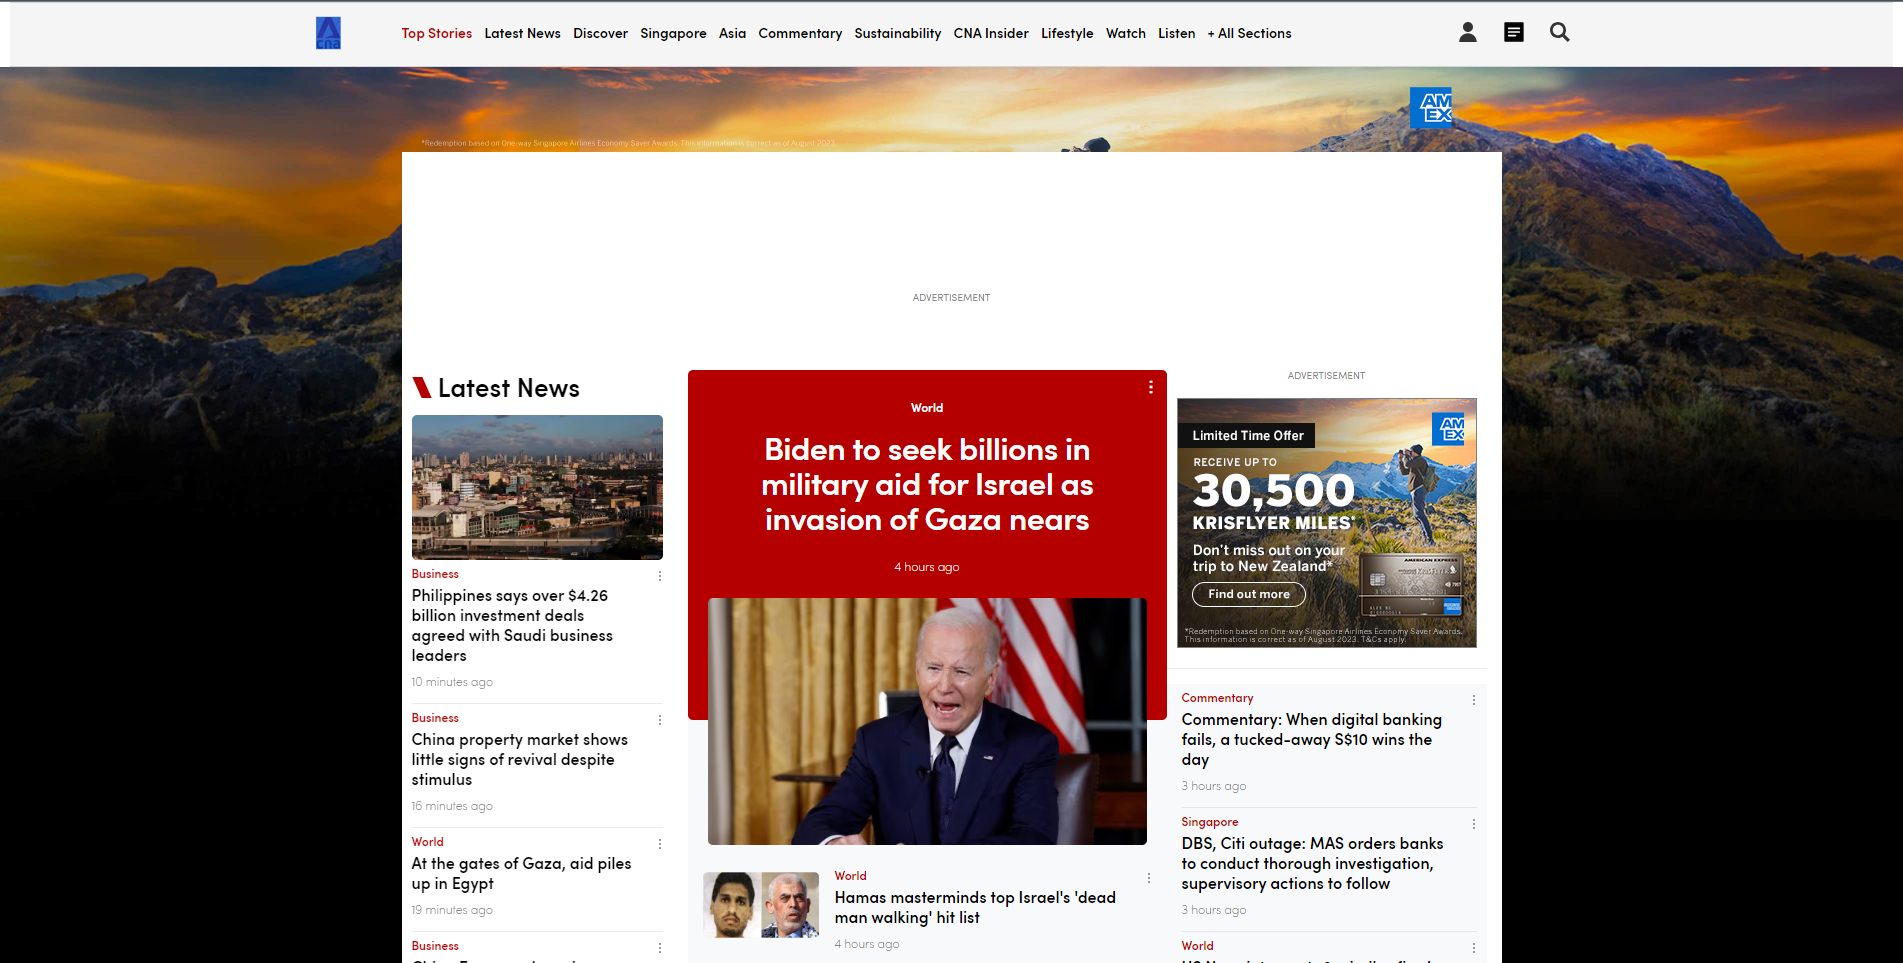 cna
Top Stories
Latest News
Discover
Singapore
Asia
Commentary
Sustainability
CNA Insider
Lifestyle
Watch
Listen
+ All Sections
AM
EX
*Redemption based on One-way Singapore Airlines Economy Saver Awards. This information is correct as of August 2023.
ADVERTISEMENT
Latest News
Business
Philippines says over $4.26
billion investment deals
agreed with Saudi business
leaders
10 minutes ago
Business
China property market shows
little signs of revival despite
stimulus
16 minutes ago
World
At the gates of Gaza, aid piles
up in Egypt
19 minutes ago
Business
World
Biden to seek billions in
military aid for Israel as
invasion of Gaza nears
4 hours ago
World
Hamas masterminds top Israel's 'dead
man walking' hit list
4 hours ago
ADVERTISEMENT
Limited Time Offer
AM
EX
RECEIVE UP TO
30,500
KRISFLYER MILES*
Don't miss out on your
trip to New Zealand*
Find out more
AMERICAN EXPRESS
KRISFLYER
*Redemption based on One-way Singapore Airlines Economy Saver Awards.
This information is correct as of August 2023. T&Cs apply.
Commentary
Commentary: When digital banking
fails, a tucked-away S$10 wins the
day
3 hours ago
Singapore
DBS, Citi outage: MAS orders banks
to conduct thorough investigation,
supervisory actions to follow
3 hours ago
World